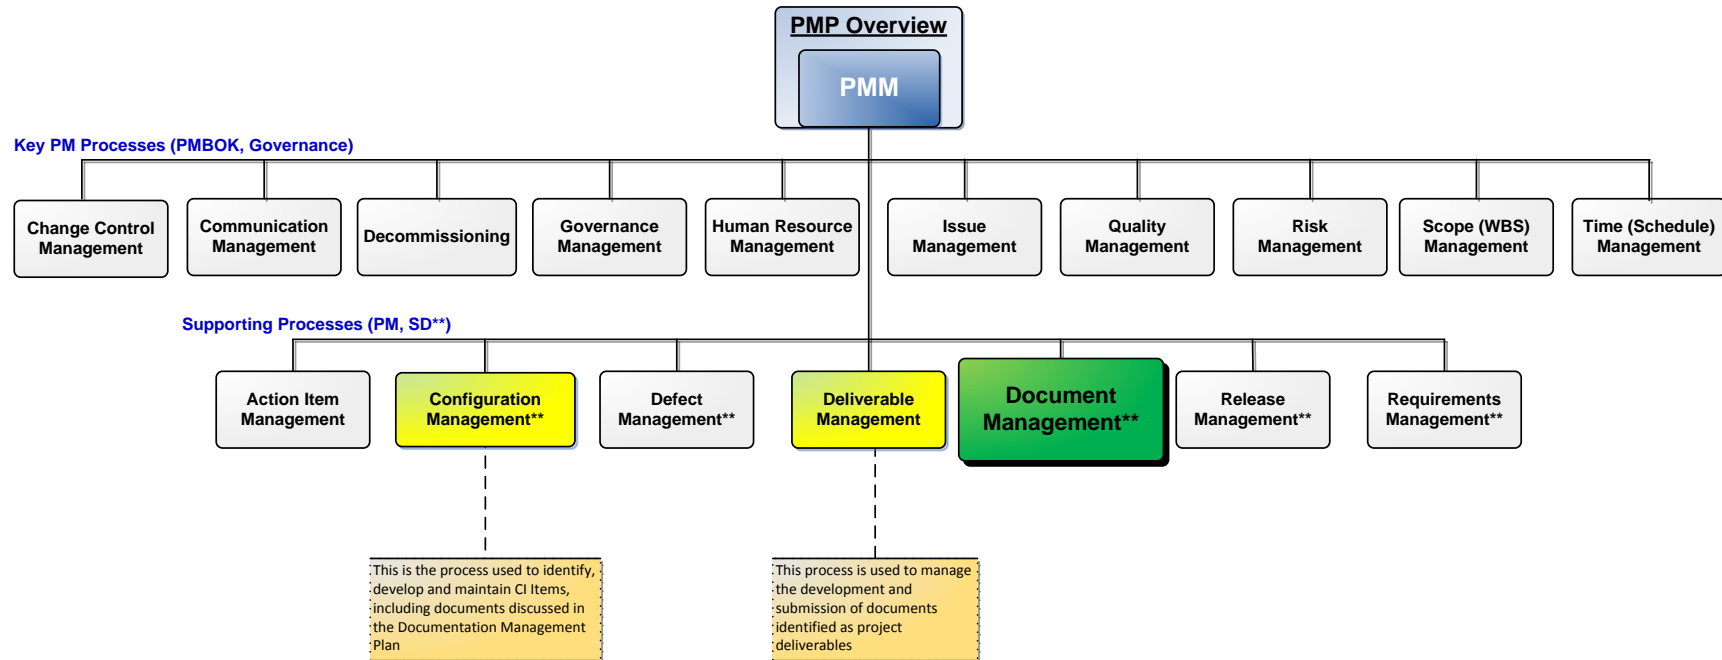 PMP Overview
PMM
Key PM Processes (PMBOK, Governance)
Change Control
Management
Communication
Management
Decommissioning
Governance
Management
Human Resource
Management
Issue
Management
Quality
Management
Risk
Management
Scope (WBS)
Management
Time (Schedule)
Management
Supporting Processes (PM, SD**)
Action Item
Management
Configuration
Management**
Defect
Management**
Deliverable
Management
Document
Management**
Release
Management**
Requirements
Management**
This is the process used to identify,
develop and maintain CI Items,
including documents discussed in
the Documentation Management
Plan
This process is used to manage
the development and
submission of documents
identified as project
deliverables